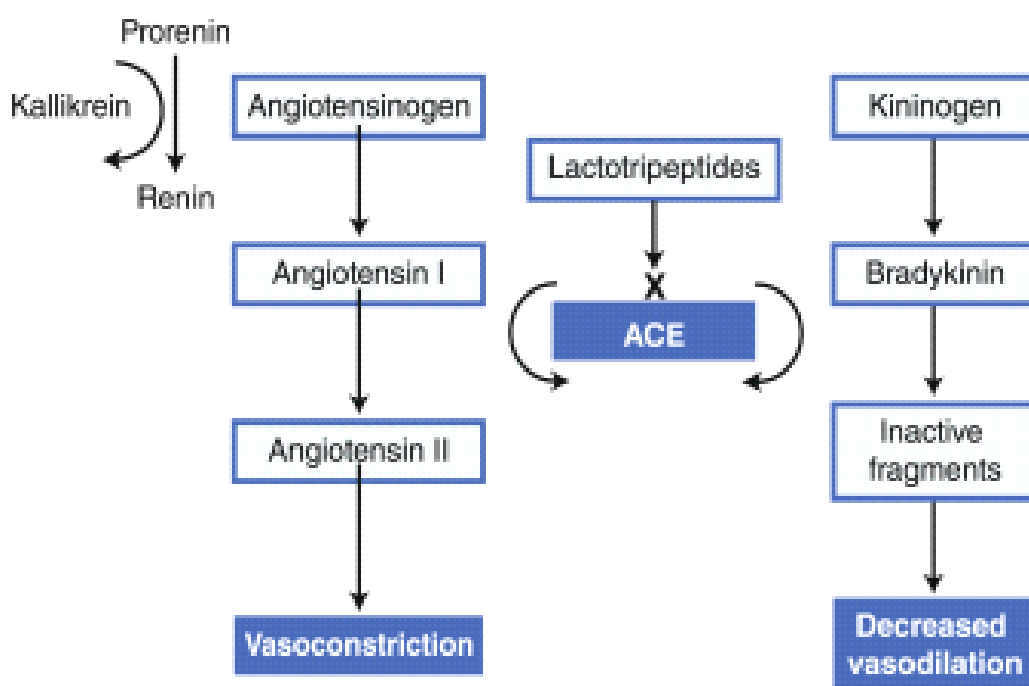 Prorenin
Kallikrein
Renin
Angiotensinogen
Angiotensin I
Angiotensin II
Vasoconstriction
Lactotripeptides
X
ACE
Kininogen
Bradykinin
Inactive
fragments
Decreased
vasodilation